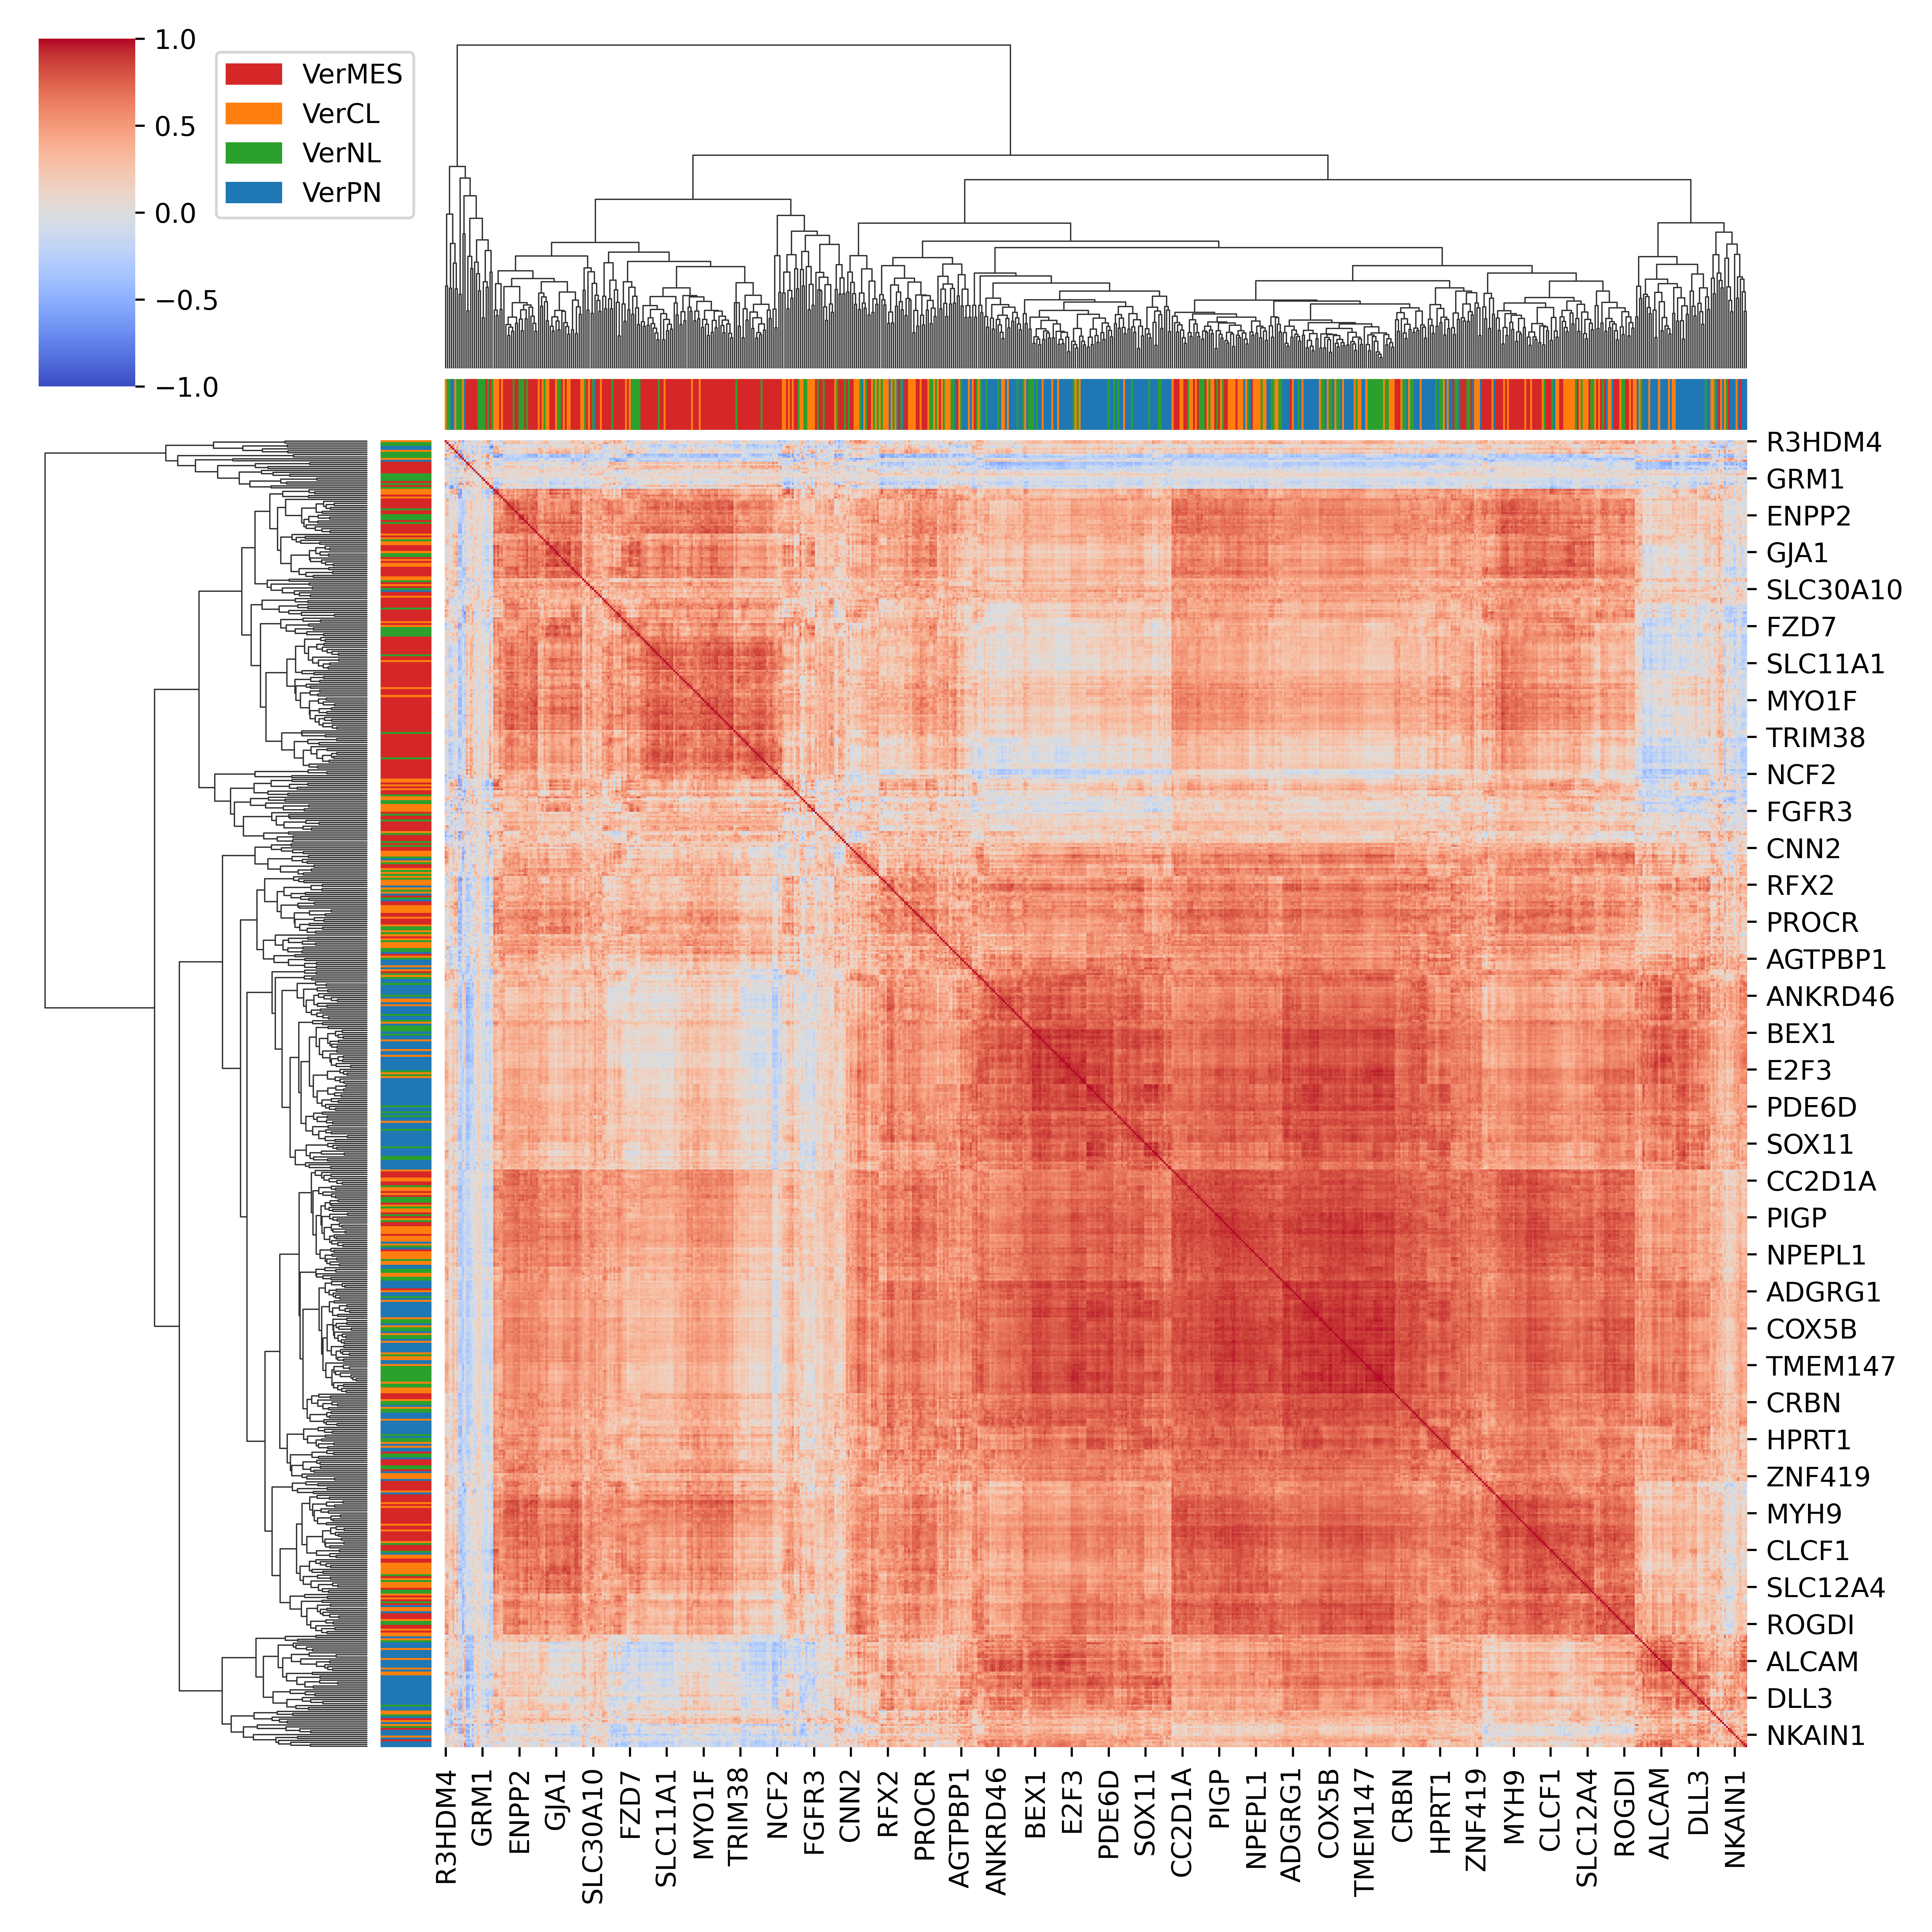 1.0
0.5
0.0
−0.5
−1.0
VerMES
VerCL
VerNL
VerPN
R3HDM4
GRM1
ENPP2
GJA1
SLC30A10
FZD7
SLC11A1
MYO1F
TRIM38
NCF2
FGFR3
CNN2
RFX2
PROCR
AGTPBP1
ANKRD46
BEX1
E2F3
PDE6D
SOX11
CC2D1A
PIGP
NPEPL1
ADGRG1
COX5B
TMEM147
CRBN
HPRT1
ZNF419
MYH9
CLCF1
SLC12A4
ROGDI
ALCAM
DLL3
NKAIN1
R3HDM4
GRM1
ENPP2
GJA1
SLC30A10
FZD7
SLC11A1
MYO1F
TRIM38
NCF2
FGFR3
CNN2
RFX2
PROCR
AGTPBP1
ANKRD46
BEX1
E2F3
PDE6D
SOX11
CC2D1A
PIGP
NPEPL1
ADGRG1
COX5B
TMEM147
CRBN
HPRT1
ZNF419
MYH9
CLCF1
SLC12A4
ROGDI
ALCAM
DLL3
NKAIN1